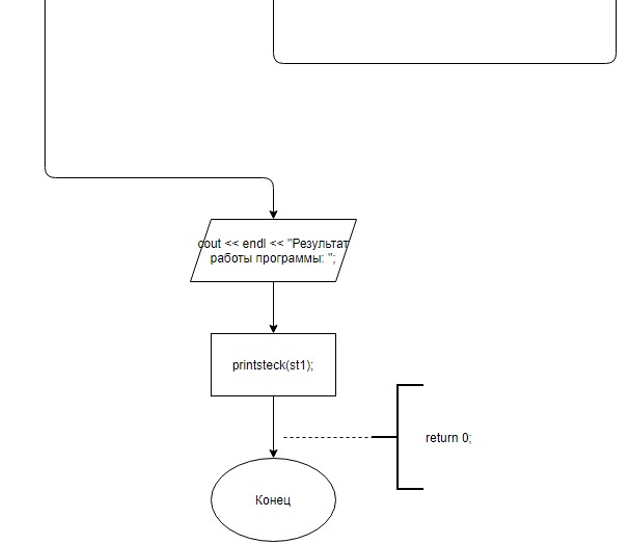 cout << endl << "Результат
работы программы: ";
printsteck(st1);
return 0;
Конец